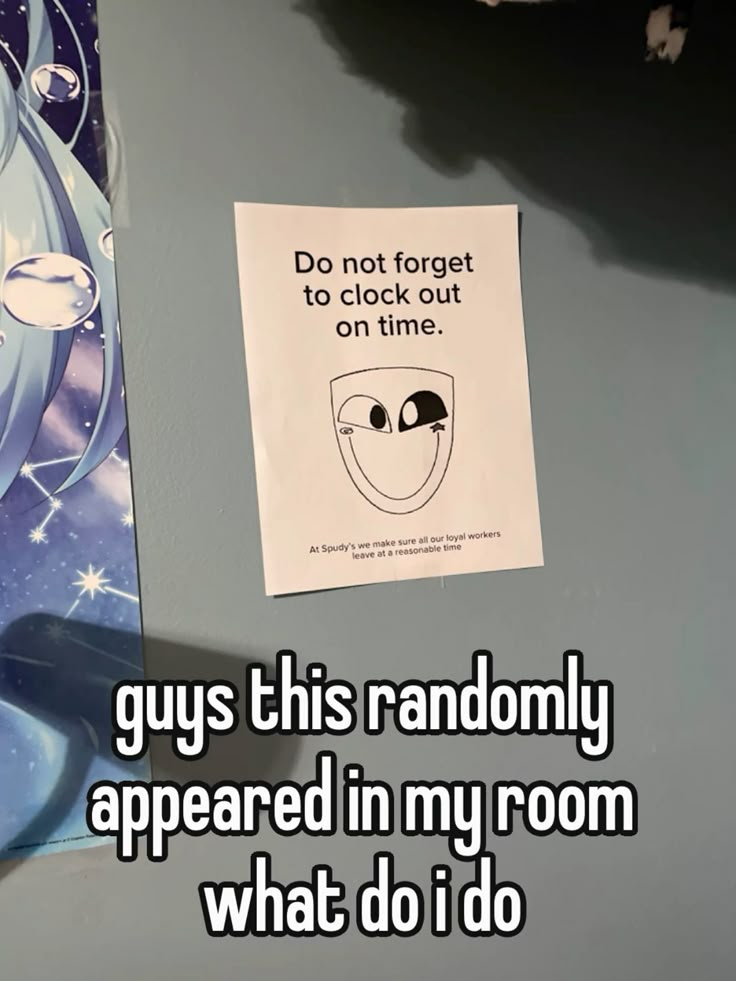 Do not forget
to clock out
on time.
At Spudy's we make sure all our loyal workers
leave at a reasonable time
guys this randomly
appeared in my room
what do i do